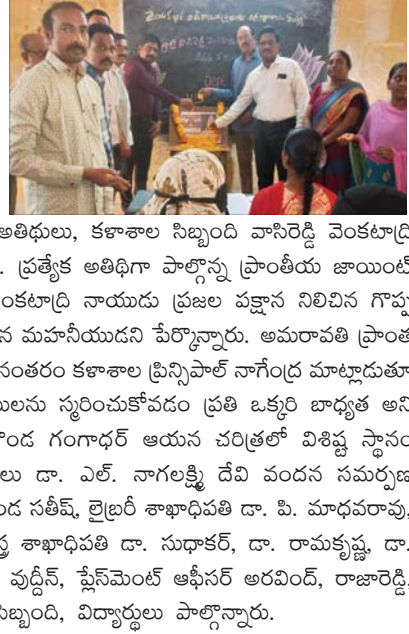 అతిథులు, కళాశాల సిబ్బంది వాసిరెడ్డి వెంకటాద్రి
. ప్రత్యేక అతిథిగా పాల్గొన్న ప్రాంతీయ జాయింట్
ంకటాద్రి నాయుడు ప్రజల పక్షాన నిలిచిన గొప్ప
న మహనీయుడని పేర్కొన్నారు. అమరావతి ప్రాంత
నంతరం కళాశాల ప్రిన్సిపాల్ నాగేంద్ర మాట్లాడుతూ
ులను స్మరించుకోవడం ప్రతి ఒక్కరి బాధ్యత అని
ొండ గంగాధర్ ఆయన చరిత్రలో విశిష్ట స్థానం
లు డా. ఎల్. నాగలక్ష్మి దేవి వందన సమర్పణ
ండ సతీష్, లైబ్రరీ శాఖాధిపతి డా. పి. మాధవరావు,
స్త్ర శాఖాధిపతి డా. సుధాకర్, డా. రామకృష్ణ, డా.
వుద్దీన్, ప్లేస్‌మెంట్ ఆఫీసర్ అరవింద్, రాజారెడ్డి,
సిబ్బంది, విద్యార్థులు పాల్గొన్నారు.